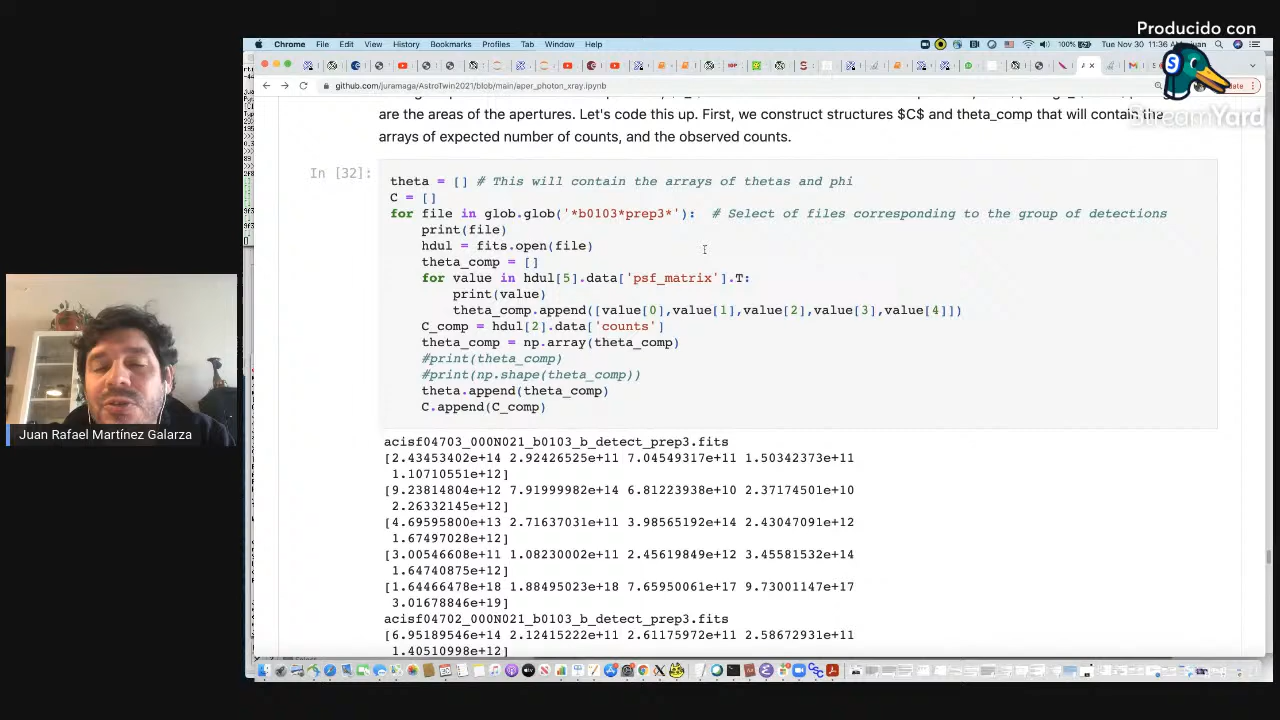 Producido con
StreamYard
Chrome File Edit View History Bookmarks Profiles Tab Window Help
100%
Tue Nov 30 11:36 A
github.com/juramaga/AstroTwin2021/blob/main/aper_photon_xray.ipynb
are the areas of the apertures. Let's code this up. First, we construct structures $C$ and theta_comp that will contain the
arrays of expected number of counts, and the observed counts.
In [32]:
theta = [] # This will contain the arrays of thetas and phi
C = []
for file in glob.glob('*b0103*prep3*'):  # Select of files corresponding to the group of detections
    print(file)
    hdul = fits.open(file)
    theta_comp = []
    for value in hdul[5].data['psf_matrix'].T:
        print(value)
        theta_comp.append([value[0],value[1],value[2],value[3],value[4]])
    C_comp = hdul[2].data['counts']
    theta_comp = np.array(theta_comp)
    #print(theta_comp)
    #print(np.shape(theta_comp))
    theta.append(theta_comp)
    C.append(C_comp)
acisf04703_000N021_b0103_b_detect_prep3.fits
[2.43453402e+14 2.92426525e+11 7.04549317e+11 1.50342373e+11
 1.10710551e+12]
[9.23814804e+12 7.91999982e+14 6.81223938e+10 2.37174501e+10
 2.26332145e+12]
[4.69595800e+13 2.71637031e+11 3.98565192e+14 2.43047091e+12
 1.67497028e+12]
[3.00546608e+11 1.08230002e+11 2.45619849e+12 3.45581532e+14
 1.64740875e+12]
[1.64466478e+18 1.88495023e+18 7.65950061e+17 9.73001147e+17
 3.01678846e+19]
acisf04702_000N021_b0103_b_detect_prep3.fits
[6.95189546e+14 2.12415222e+11 2.61175972e+11 2.58672931e+11
 1.40510998e+12]
Juan Rafael Martínez Galarza